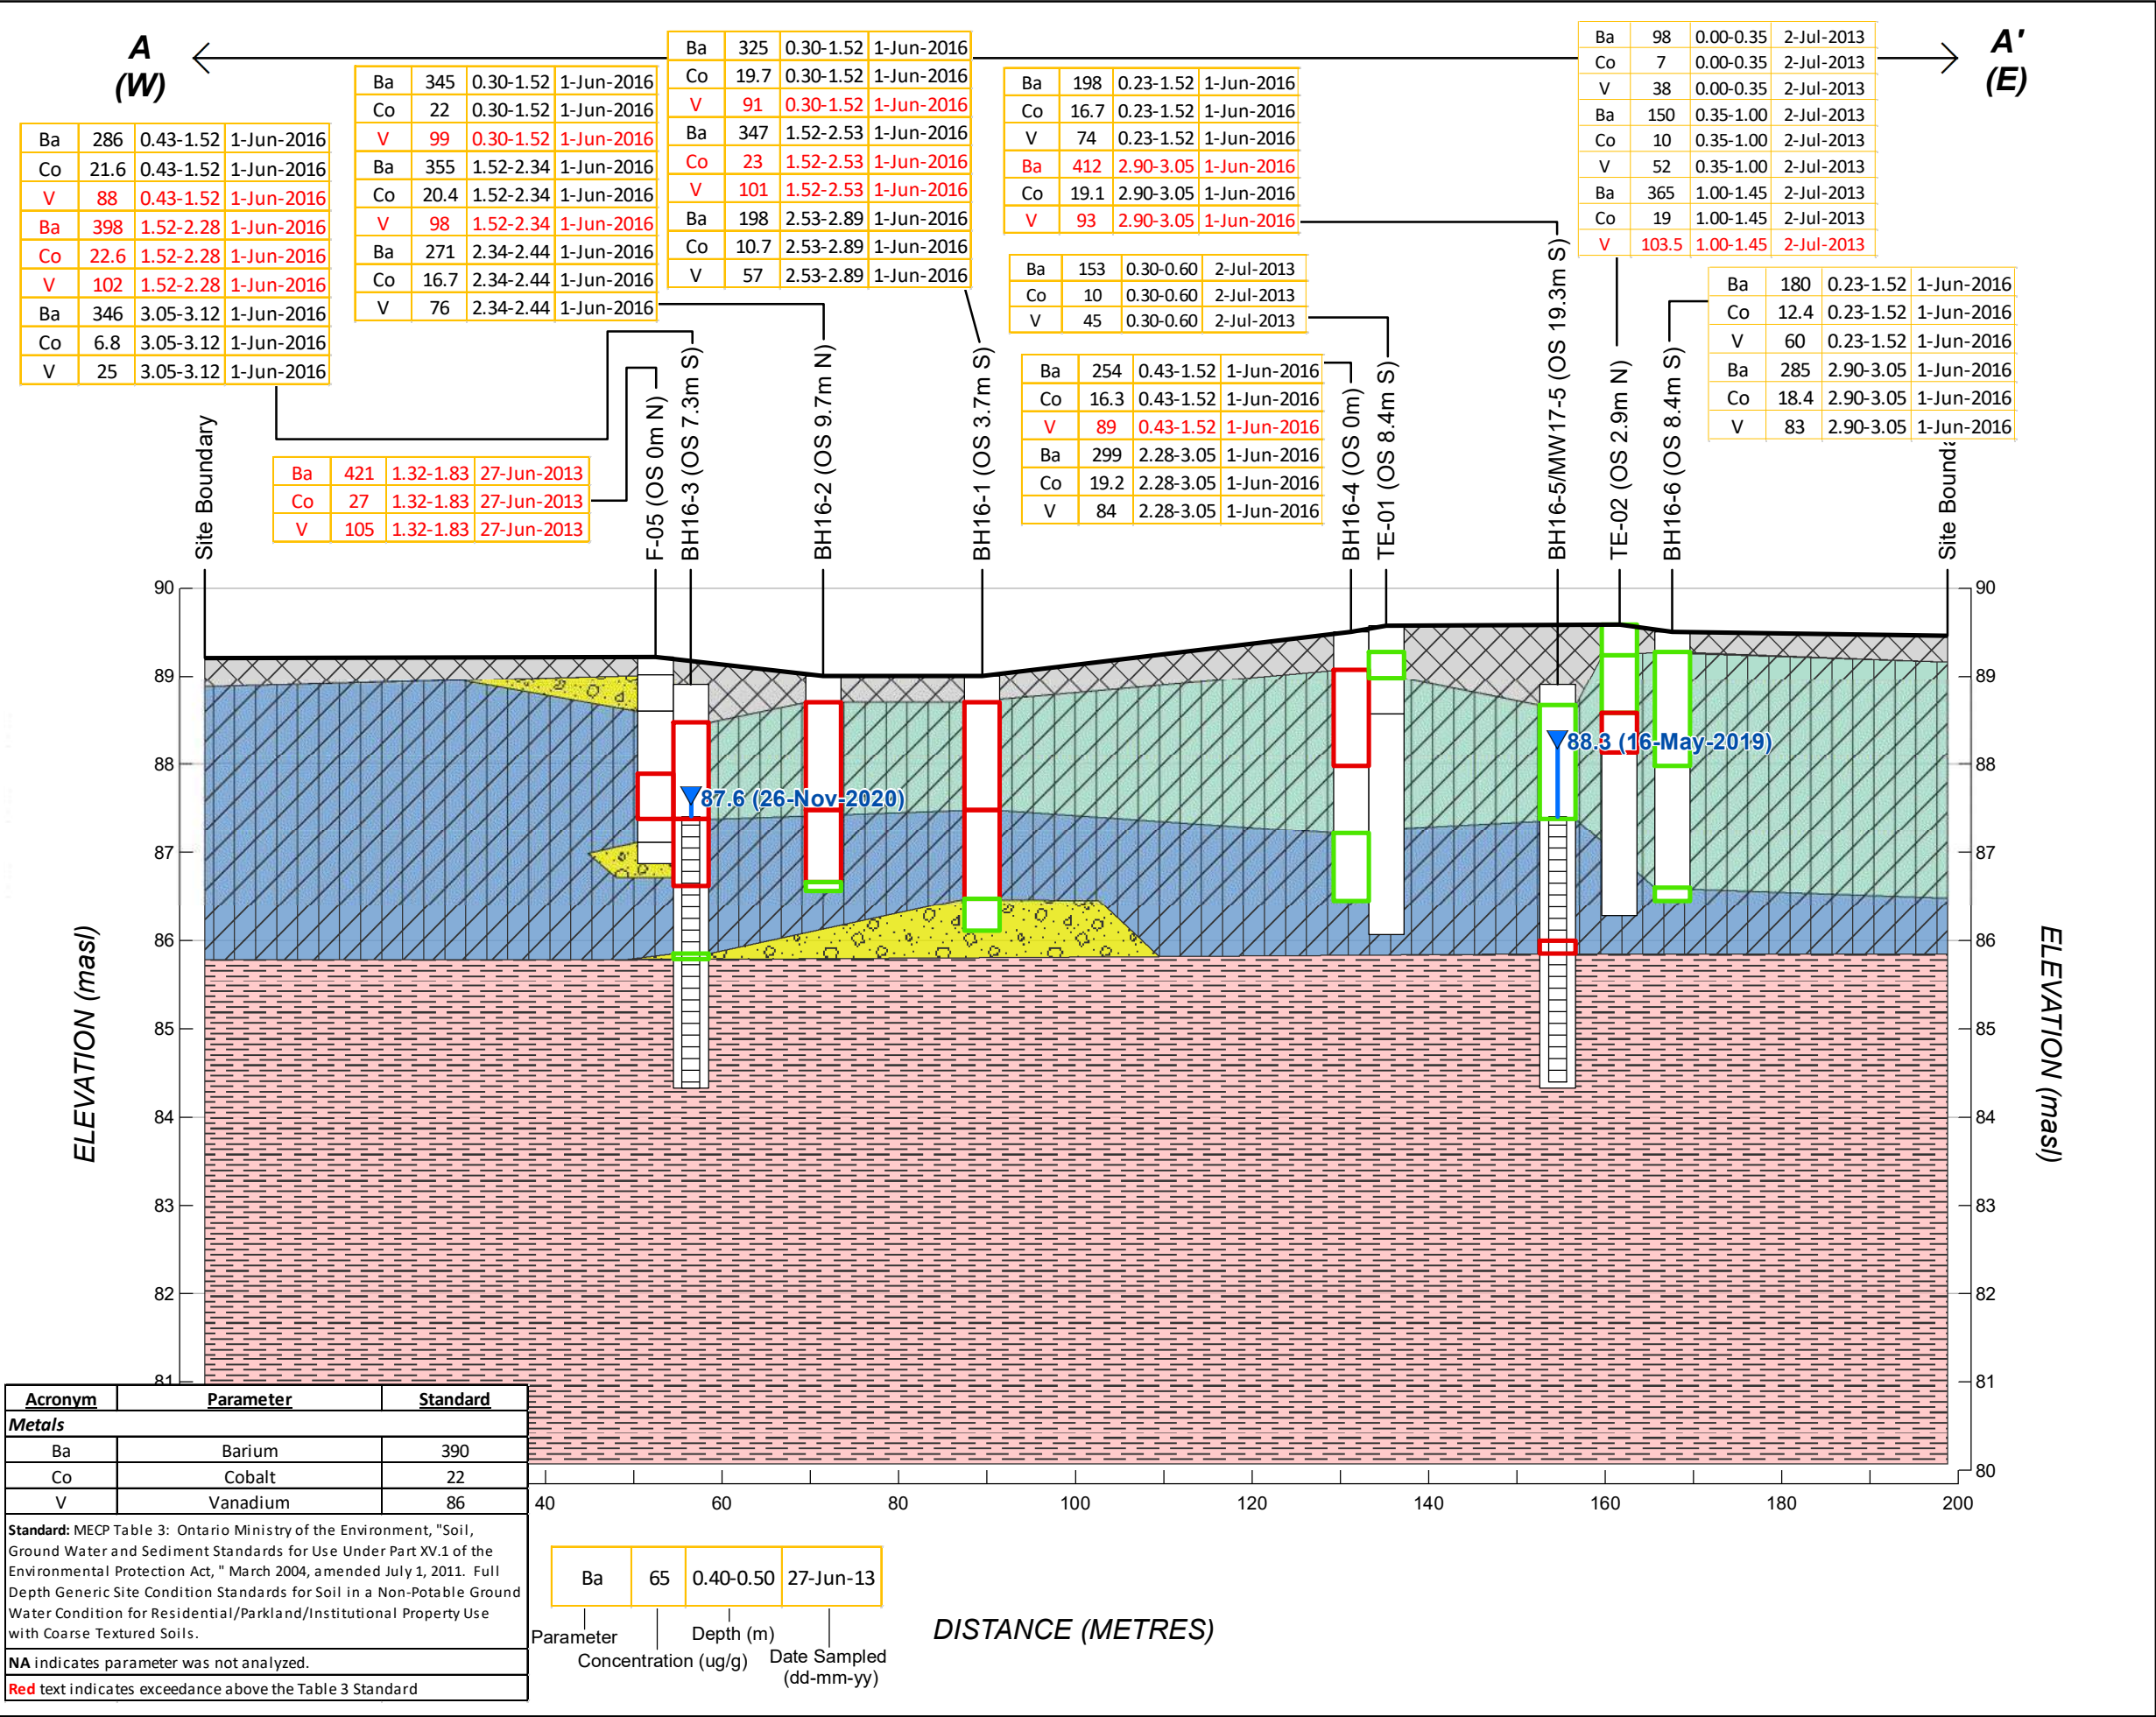 A
(W)
A'
(E)
Ba 286 0.43-1.52 1-Jun-2016
Co 21.6 0.43-1.52 1-Jun-2016
V 88 0.43-1.52 1-Jun-2016
Ba 398 1.52-2.28 1-Jun-2016
Co 22.6 1.52-2.28 1-Jun-2016
V 102 1.52-2.28 1-Jun-2016
Ba 346 3.05-3.12 1-Jun-2016
Co 6.8 3.05-3.12 1-Jun-2016
V 25 3.05-3.12 1-Jun-2016
Ba 345 0.30-1.52 1-Jun-2016
Co 22 0.30-1.52 1-Jun-2016
V 99 0.30-1.52 1-Jun-2016
Ba 355 1.52-2.34 1-Jun-2016
Co 20.4 1.52-2.34 1-Jun-2016
V 98 1.52-2.34 1-Jun-2016
Ba 271 2.34-2.44 1-Jun-2016
Co 16.7 2.34-2.44 1-Jun-2016
V 76 2.34-2.44 1-Jun-2016
Ba 325 0.30-1.52 1-Jun-2016
Co 19.7 0.30-1.52 1-Jun-2016
V 91 0.30-1.52 1-Jun-2016
Ba 347 1.52-2.53 1-Jun-2016
Co 23 1.52-2.53 1-Jun-2016
V 101 1.52-2.53 1-Jun-2016
Ba 198 2.53-2.89 1-Jun-2016
Co 10.7 2.53-2.89 1-Jun-2016
V 57 2.53-2.89 1-Jun-2016
Ba 198 0.23-1.52 1-Jun-2016
Co 16.7 0.23-1.52 1-Jun-2016
V 74 0.23-1.52 1-Jun-2016
Ba 412 2.90-3.05 1-Jun-2016
Co 19.1 2.90-3.05 1-Jun-2016
V 93 2.90-3.05 1-Jun-2016
Ba 153 0.30-0.60 2-Jul-2013
Co 10 0.30-0.60 2-Jul-2013
V 45 0.30-0.60 2-Jul-2013
Ba 254 0.43-1.52 1-Jun-2016
Co 16.3 0.43-1.52 1-Jun-2016
V 89 0.43-1.52 1-Jun-2016
Ba 299 2.28-3.05 1-Jun-2016
Co 19.2 2.28-3.05 1-Jun-2016
V 84 2.28-3.05 1-Jun-2016
Ba 98 0.00-0.35 2-Jul-2013
Co 7 0.00-0.35 2-Jul-2013
V 38 0.00-0.35 2-Jul-2013
Ba 150 0.35-1.00 2-Jul-2013
Co 10 0.35-1.00 2-Jul-2013
V 52 0.35-1.00 2-Jul-2013
Ba 365 1.00-1.45 2-Jul-2013
Co 19 1.00-1.45 2-Jul-2013
V 103.5 1.00-1.45 2-Jul-2013
Ba 180 0.23-1.52 1-Jun-2016
Co 12.4 0.23-1.52 1-Jun-2016
V 60 0.23-1.52 1-Jun-2016
Ba 285 2.90-3.05 1-Jun-2016
Co 18.4 2.90-3.05 1-Jun-2016
V 83 2.90-3.05 1-Jun-2016
Ba 421 1.32-1.83 27-Jun-2013
Co 27 1.32-1.83 27-Jun-2013
V 105 1.32-1.83 27-Jun-2013
Site Boundary
F-05 (OS 0m N)
BH16-3 (OS 7.3m S)
BH16-2 (OS 9.7m N)
BH16-1 (OS 3.7m S)
BH16-4 (OS 0m)
TE-01 (OS 8.4m S)
BH16-5/MW17-5 (OS 19.3m S)
TE-02 (OS 2.9m N)
BH16-6 (OS 8.4m S)
Site Bounda
90
89
88
87
86
85
84
83
82
81
ELEVATION (masl)
87.6 (26-Nov-2020)
88.3 (16-May-2019)
90
89
88
87
86
85
84
83
82
81
80
ELEVATION (masl)
40 60 80 100 120 140 160 180 200
DISTANCE (METRES)
Acronym Parameter Standard
Metals
Ba Barium 390
Co Cobalt 22
V Vanadium 86
Standard: MECP Table 3: Ontario Ministry of the Environment, "Soil,
Ground Water and Sediment Standards for Use Under Part XV.1 of the
Environmental Protection Act, " March 2004, amended July 1, 2011. Full
Depth Generic Site Condition Standards for Soil in a Non-Potable Ground
Water Condition for Residential/Parkland/Institutional Property Use
with Coarse Textured Soils.
NA indicates parameter was not analyzed.
Red text indicates exceedance above the Table 3 Standard
Ba 65 0.40-0.50 27-Jun-13
Parameter
Concentration (ug/g)
Depth (m)
Date Sampled
(dd-mm-yy)